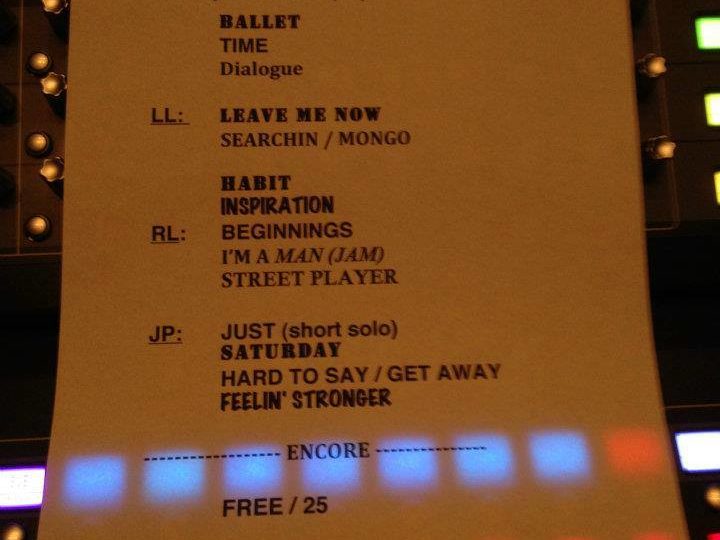 BALLET
TIME
Dialogue
LL: LEAVE ME NOW
SEARCHIN / MONGO
HABIT
INSPIRATION
RL: BEGINNINGS
I'M A MAN (JAM)
STREET PLAYER
JP: JUST (short solo)
SATURDAY
HARD TO SAY / GET AWAY
FEELIN' STRONGER
------------------ ENCORE ---------------
FREE / 25